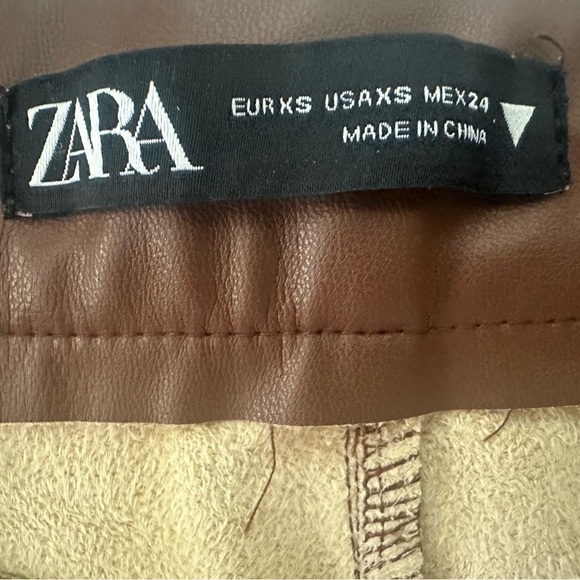 ZARA
EUR XS USA XS MEX 24
MADE IN CHINA